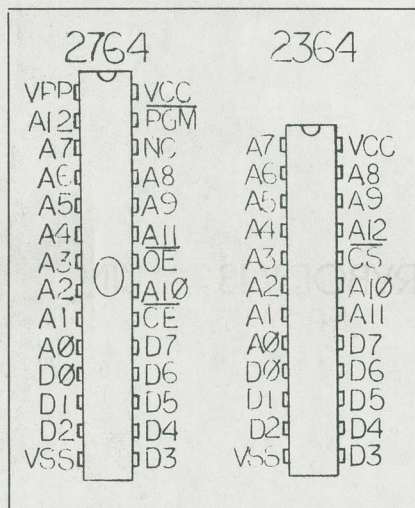 2764 2364
VPP VCC
A12 PGM
A7 NC A7 VCC
A6 A8 A6 A8
A5 A9 A5 A9
A4 A11 A4 A12
A3 OE A3 CS
A2 A10 A2 A10
A1 CE A1 A11
A0 D7 A0 D7
D0 D6 D0 D6
D1 D5 D1 D5
D2 D4 D2 D4
VSS D3 VSS D3